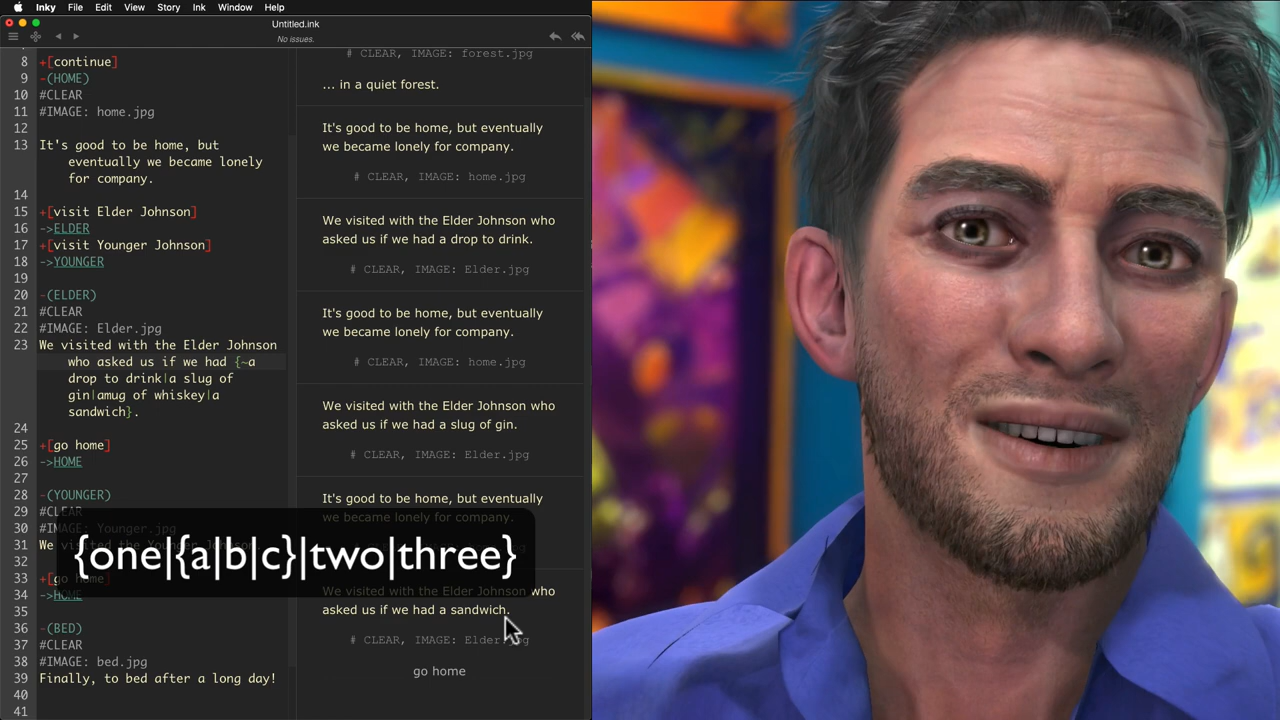 Inky File Edit View Story Ink Window Help
Untitled.ink
No issues.
8 +[continue]
9 -(HOME)
10 #CLEAR
11 #IMAGE: home.jpg
12
13 It's good to be home, but
eventually we became lonely
for company.
14
15 +[visit Elder Johnson]
16 ->ELDER
17 +[visit Younger Johnson]
18 ->YOUNGER
19
20 -(ELDER)
21 #CLEAR
22 #IMAGE: Elder.jpg
23 We visited with the Elder Johnson
who asked us if we had {~a
drop to drink|a slug of
gin|amug of whiskey|a
sandwich}.
24
25 +[go home]
26 ->HOME
27
28 -(YOUNGER)
29 #CLEAR
30 #IMAGE: Younger.jpg
31 We visited the Younger Johnson.
32
33 +[go home]
34 ->HOME
35
36 -(BED)
37 #CLEAR
38 #IMAGE: bed.jpg
39 Finally, to bed after a long day!
40
41
# CLEAR, IMAGE: forest.jpg
... in a quiet forest.
It's good to be home, but eventually
we became lonely for company.
# CLEAR, IMAGE: home.jpg
We visited with the Elder Johnson who
asked us if we had a drop to drink.
# CLEAR, IMAGE: Elder.jpg
It's good to be home, but eventually
we became lonely for company.
# CLEAR, IMAGE: home.jpg
We visited with the Elder Johnson who
asked us if we had a slug of gin.
# CLEAR, IMAGE: Elder.jpg
It's good to be home, but eventually
we became lonely for company.
We visited with the Elder Johnson who
asked us if we had a sandwich.
# CLEAR, IMAGE: Elder.jpg
go home
{one|{a|b|c}|two|three}